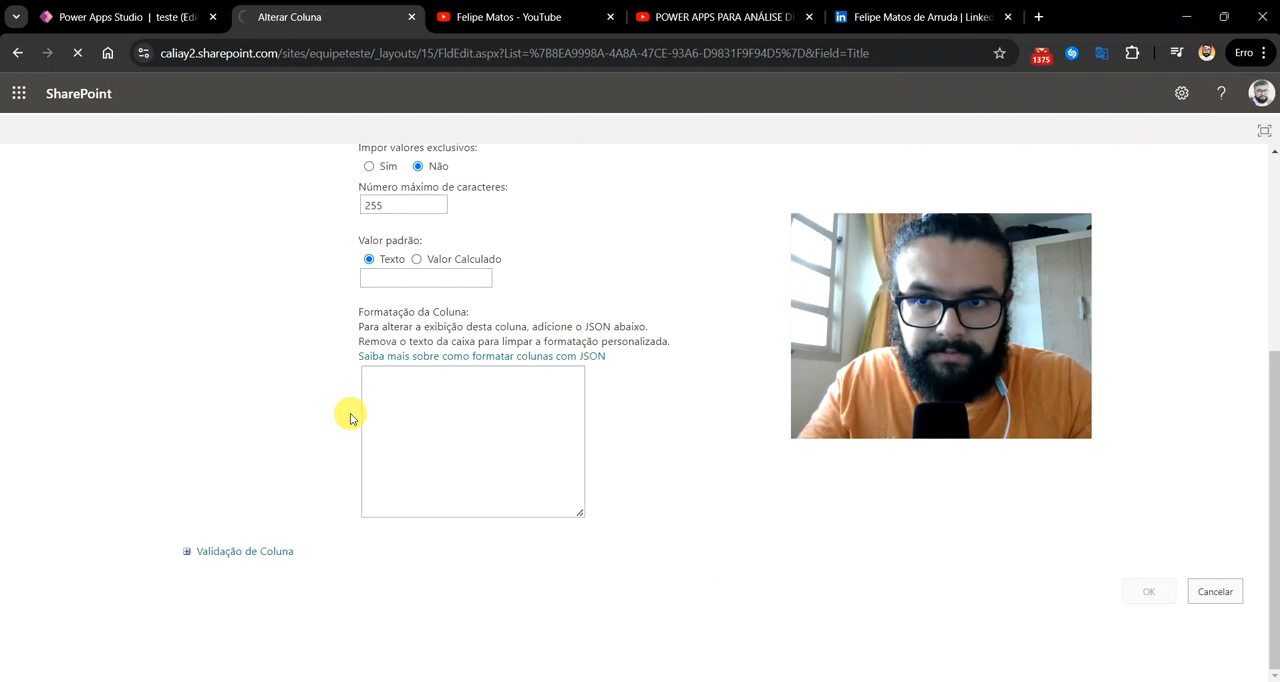 Power Apps Studio | teste (Edi
Alterar Coluna
Felipe Matos - YouTube
POWER APPS PARA ANÁLISE D
Felipe Matos de Arruda | Linked
caliay2.sharepoint.com/sites/equipeteste/_layouts/15/FldEdit.aspx?List=%7B8EA9998A-4A8A-47CE-93A6-D9831F9F94D5%7D&Field=Title
1375
Erro
SharePoint
Impor valores exclusivos:
Sim Não
Número máximo de caracteres:
255
Valor padrão:
Texto Valor Calculado
Formatação da Coluna:
Para alterar a exibição desta coluna, adicione o JSON abaixo.
Remova o texto da caixa para limpar a formatação personalizada.
Saiba mais sobre como formatar colunas com JSON
Validação de Coluna
OK Cancelar